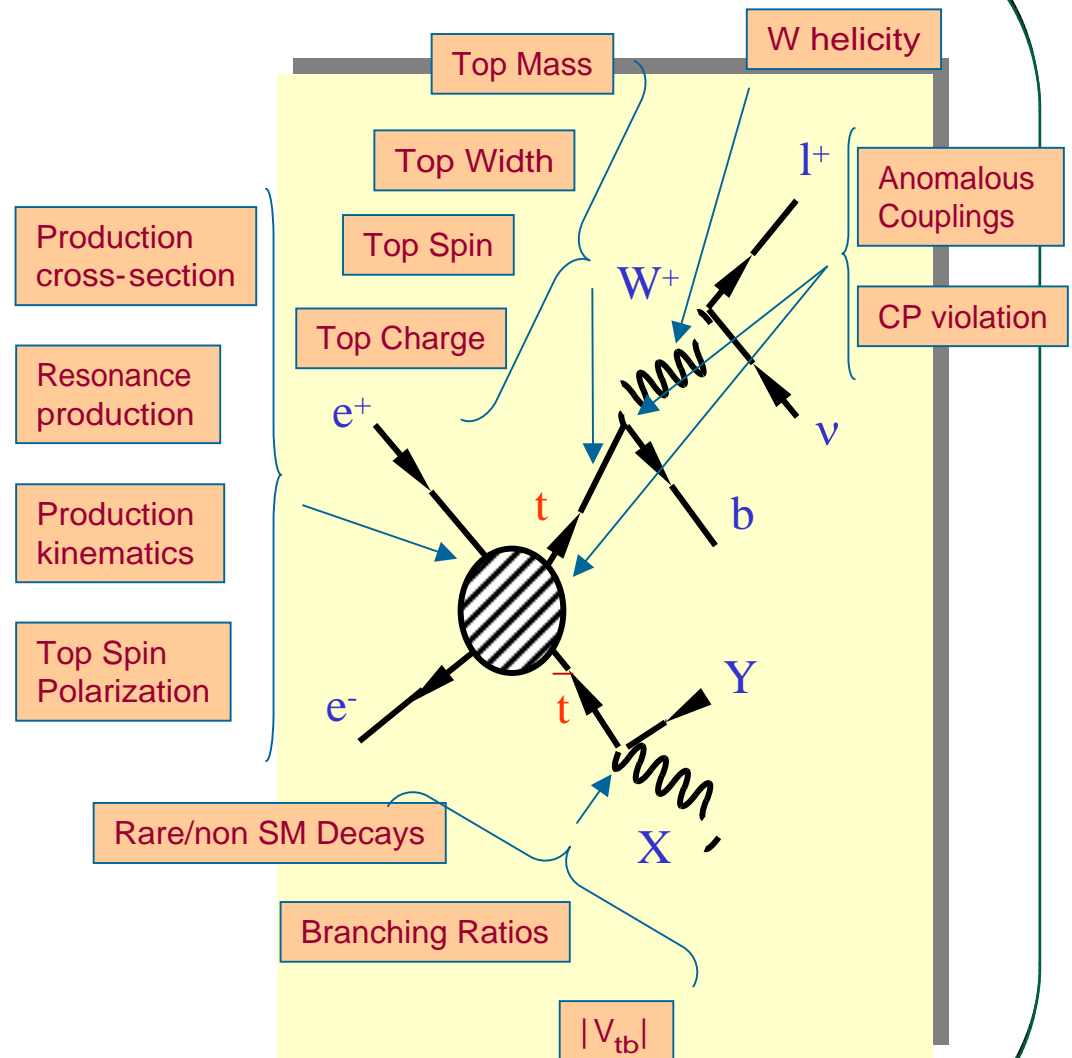 W helicity
Top Mass
Top Width
Top Spin
Top Charge
Anomalous
Couplings
CP violation
Production
cross-section
Resonance
production
Production
kinematics
Top Spin
Polarization
l⁺
W⁺
ν
e⁺
t
b
e⁻
t̅
Y
X
Rare/non SM Decays
Branching Ratios
|V_tb|